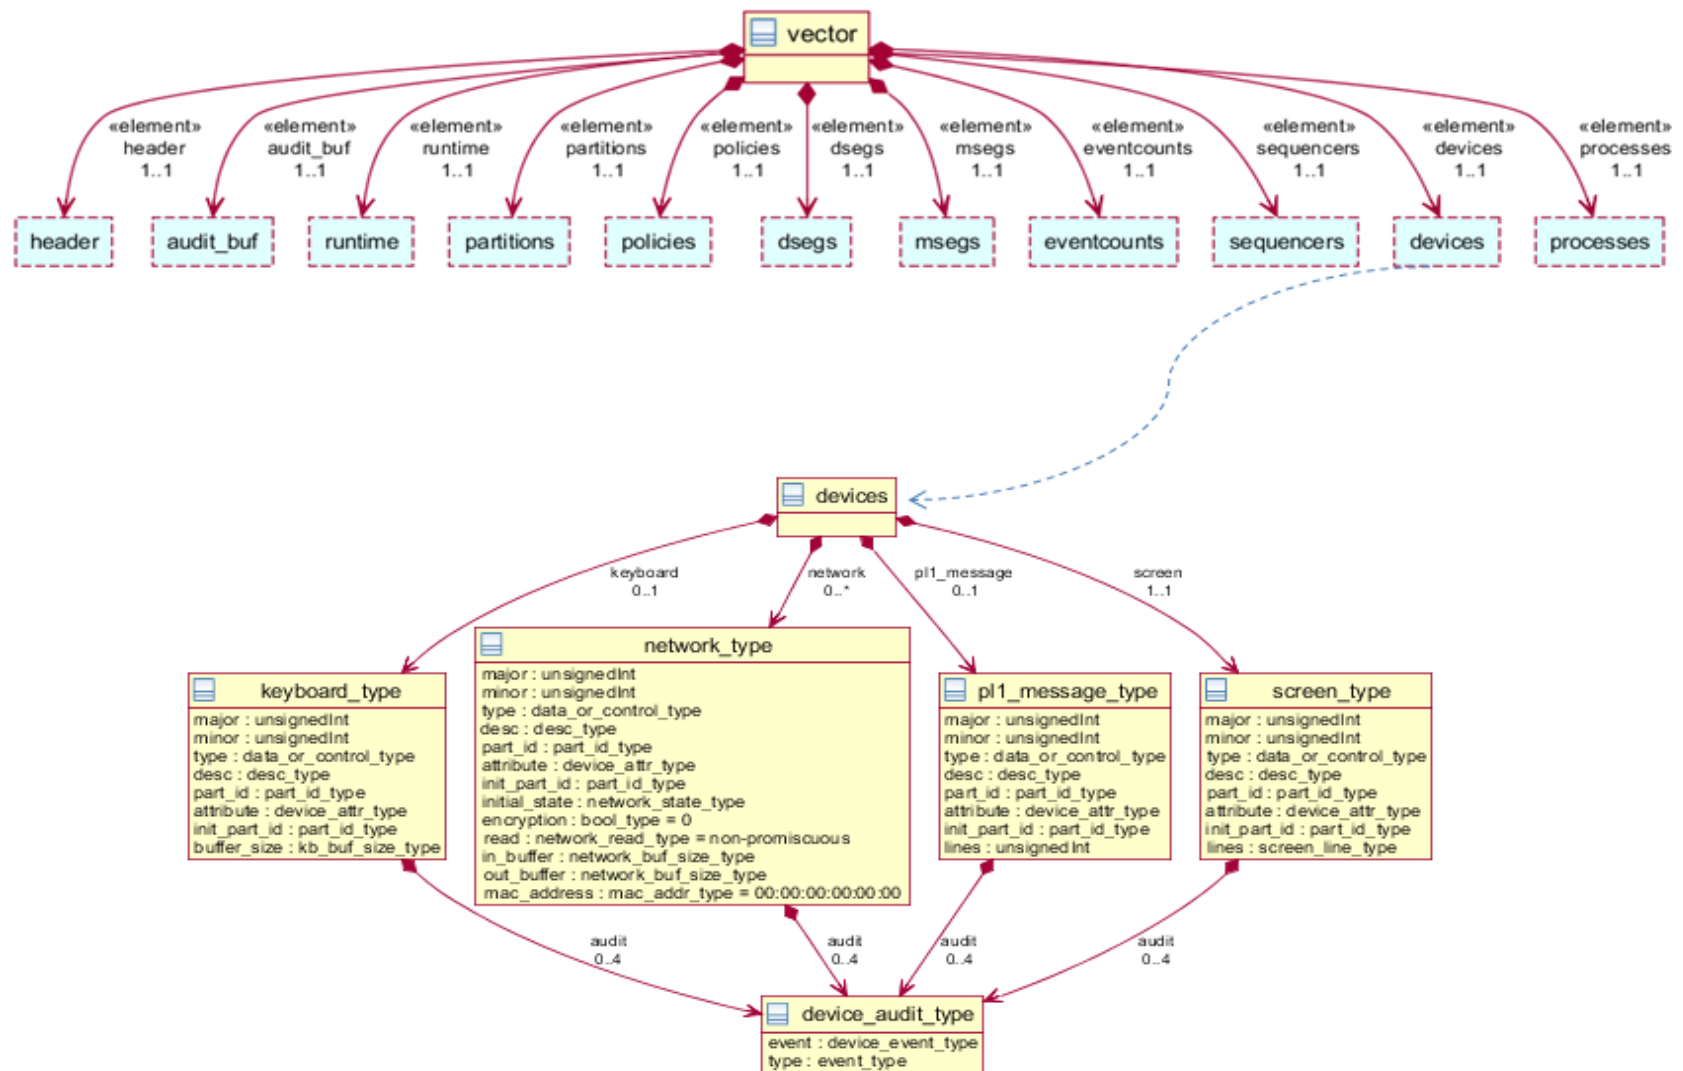 vector
«element»
header
1..1
«element»
audit_buf
1..1
«element»
runtime
1..1
«element»
partitions
1..1
«element»
policies
1..1
«element»
dsegs
1..1
«element»
msegs
1..1
«element»
eventcounts
1..1
«element»
sequencers
1..1
«element»
devices
1..1
«element»
processes
1..1
header
audit_buf
runtime
partitions
policies
dsegs
msegs
eventcounts
sequencers
devices
processes
devices
keyboard
0..1
network
0..*
pl1_message
0..1
screen
1..1
keyboard_type
major : unsignedInt
minor : unsignedInt
type : data_or_control_type
desc : desc_type
part_id : part_id_type
attribute : device_attr_type
init_part_id : part_id_type
buffer_size : kb_buf_size_type
network_type
major : unsignedInt
minor : unsignedInt
type : data_or_control_type
desc : desc_type
part_id : part_id_type
attribute : device_attr_type
init_part_id : part_id_type
initial_state : network_state_type
encryption : bool_type = 0
read : network_read_type = non-promiscuous
in_buffer : network_buf_size_type
out_buffer : network_buf_size_type
mac_address : mac_addr_type = 00:00:00:00:00:00
pl1_message_type
major : unsignedInt
minor : unsignedInt
type : data_or_control_type
desc : desc_type
part_id : part_id_type
attribute : device_attr_type
init_part_id : part_id_type
lines : unsignedInt
screen_type
major : unsignedInt
minor : unsignedInt
type : data_or_control_type
desc : desc_type
part_id : part_id_type
attribute : device_attr_type
init_part_id : part_id_type
lines : screen_line_type
audit
0..4
audit
0..4
audit
0..4
audit
0..4
device_audit_type
event : device_event_type
type : event_type